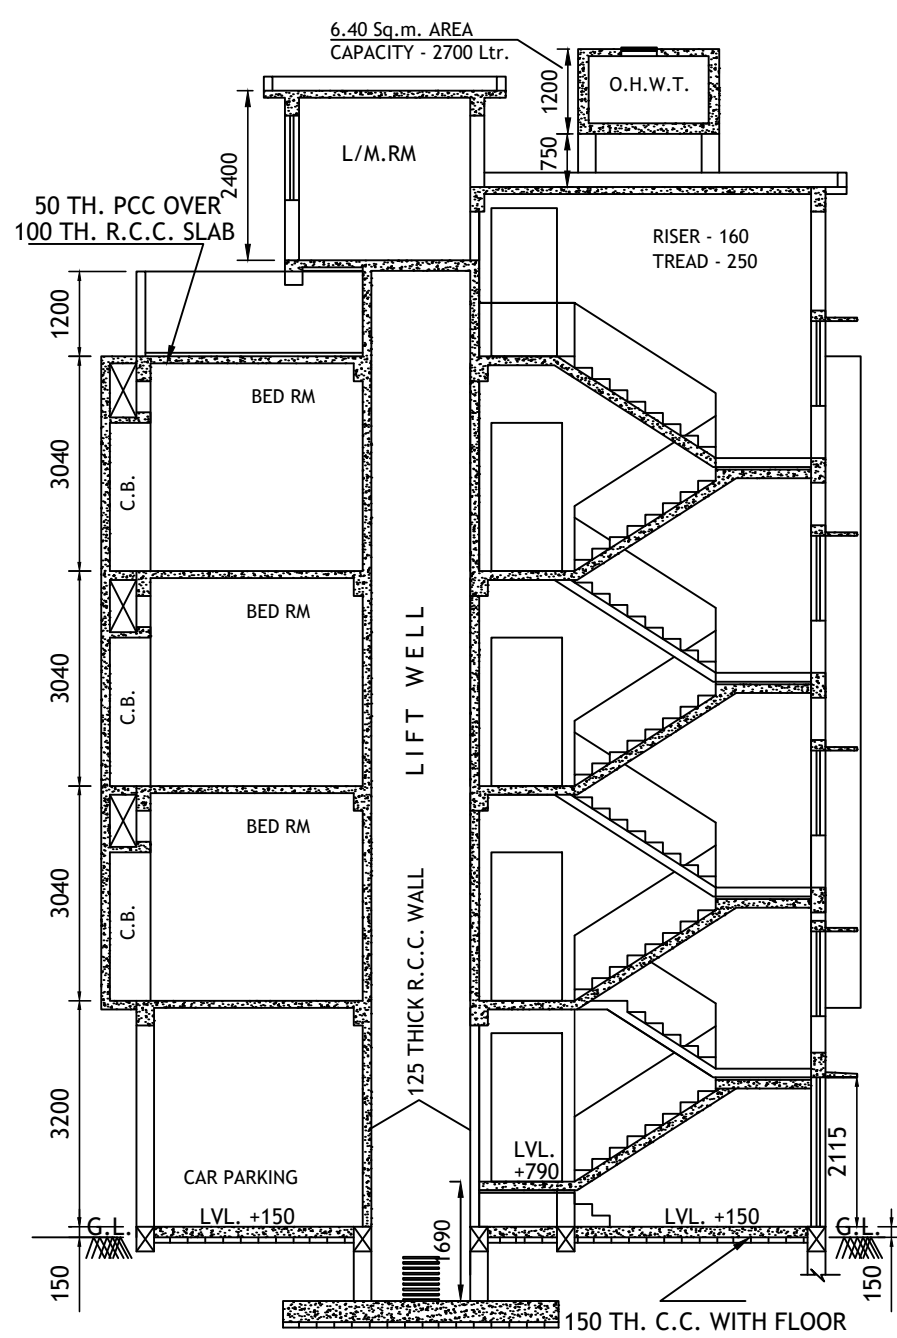 6.40 Sq.m. AREA
CAPACITY - 2700 Ltr.
1200
O.H.W.T.
750
L/M.RM
2400
50 TH. PCC OVER
100 TH. R.C.C. SLAB
RISER - 160
TREAD - 250
1200
BED RM
3040
C.B.
BED RM
3040
C.B.
LIFT WELL
BED RM
3040
C.B.
125 THICK R.C.C. WALL
3200
CAR PARKING
LVL.
+790
2115
LVL. +150
LVL. +150
G.L.
G.L.
1690
150
150
150 TH. C.C. WITH FLOOR